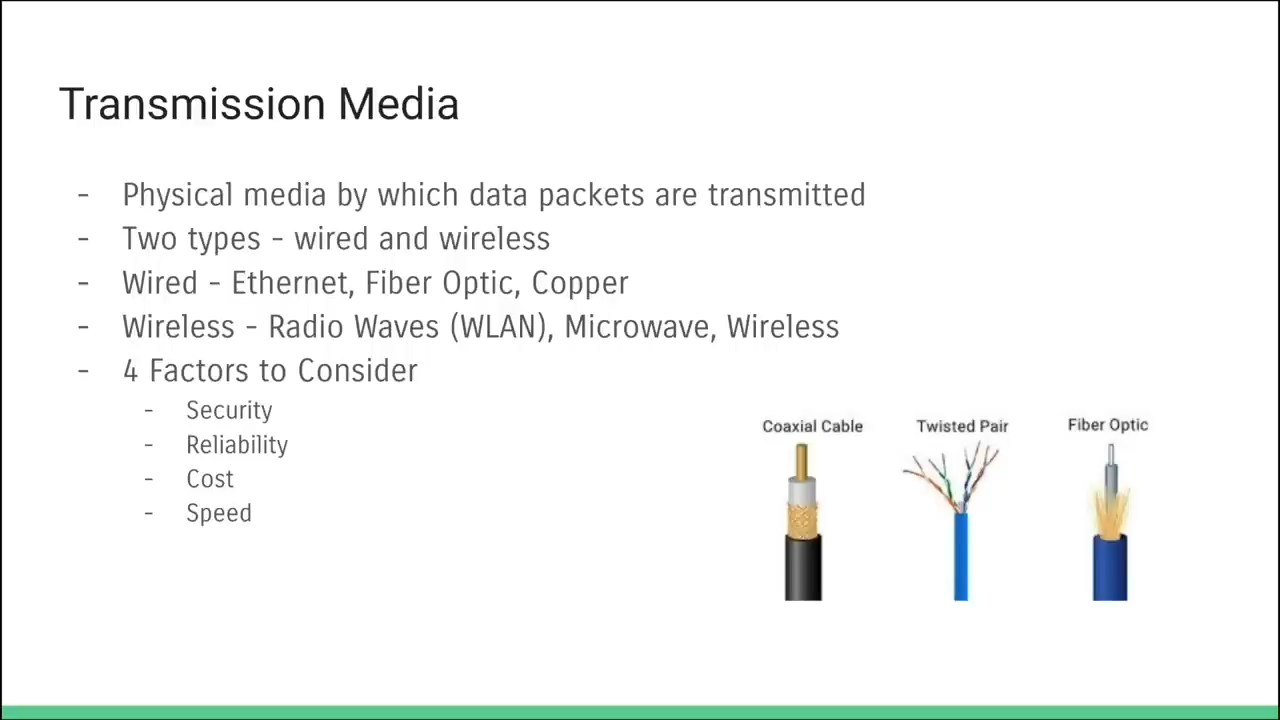 Transmission Media
- Physical media by which data packets are transmitted
- Two types - wired and wireless
- Wired - Ethernet, Fiber Optic, Copper
- Wireless - Radio Waves (WLAN), Microwave, Wireless
- 4 Factors to Consider
- Security
- Reliability
- Cost
- Speed
Coaxial Cable Twisted Pair Fiber Optic